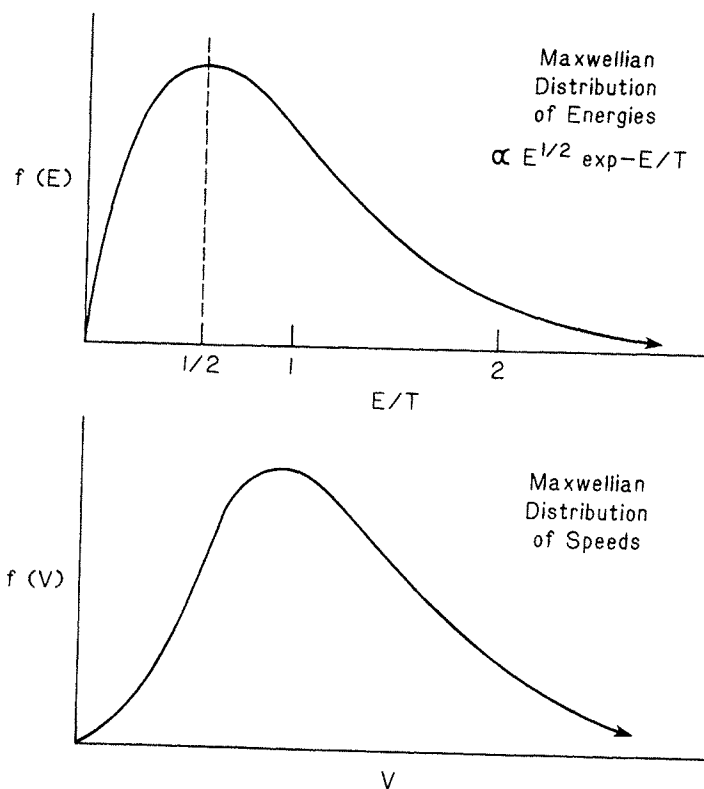 Maxwellian
Distribution
of Energies
∝ E^1/2 exp-E/T
f (E)
1/2 1 2
E/T
Maxwellian
Distribution
of Speeds
f (V)
V